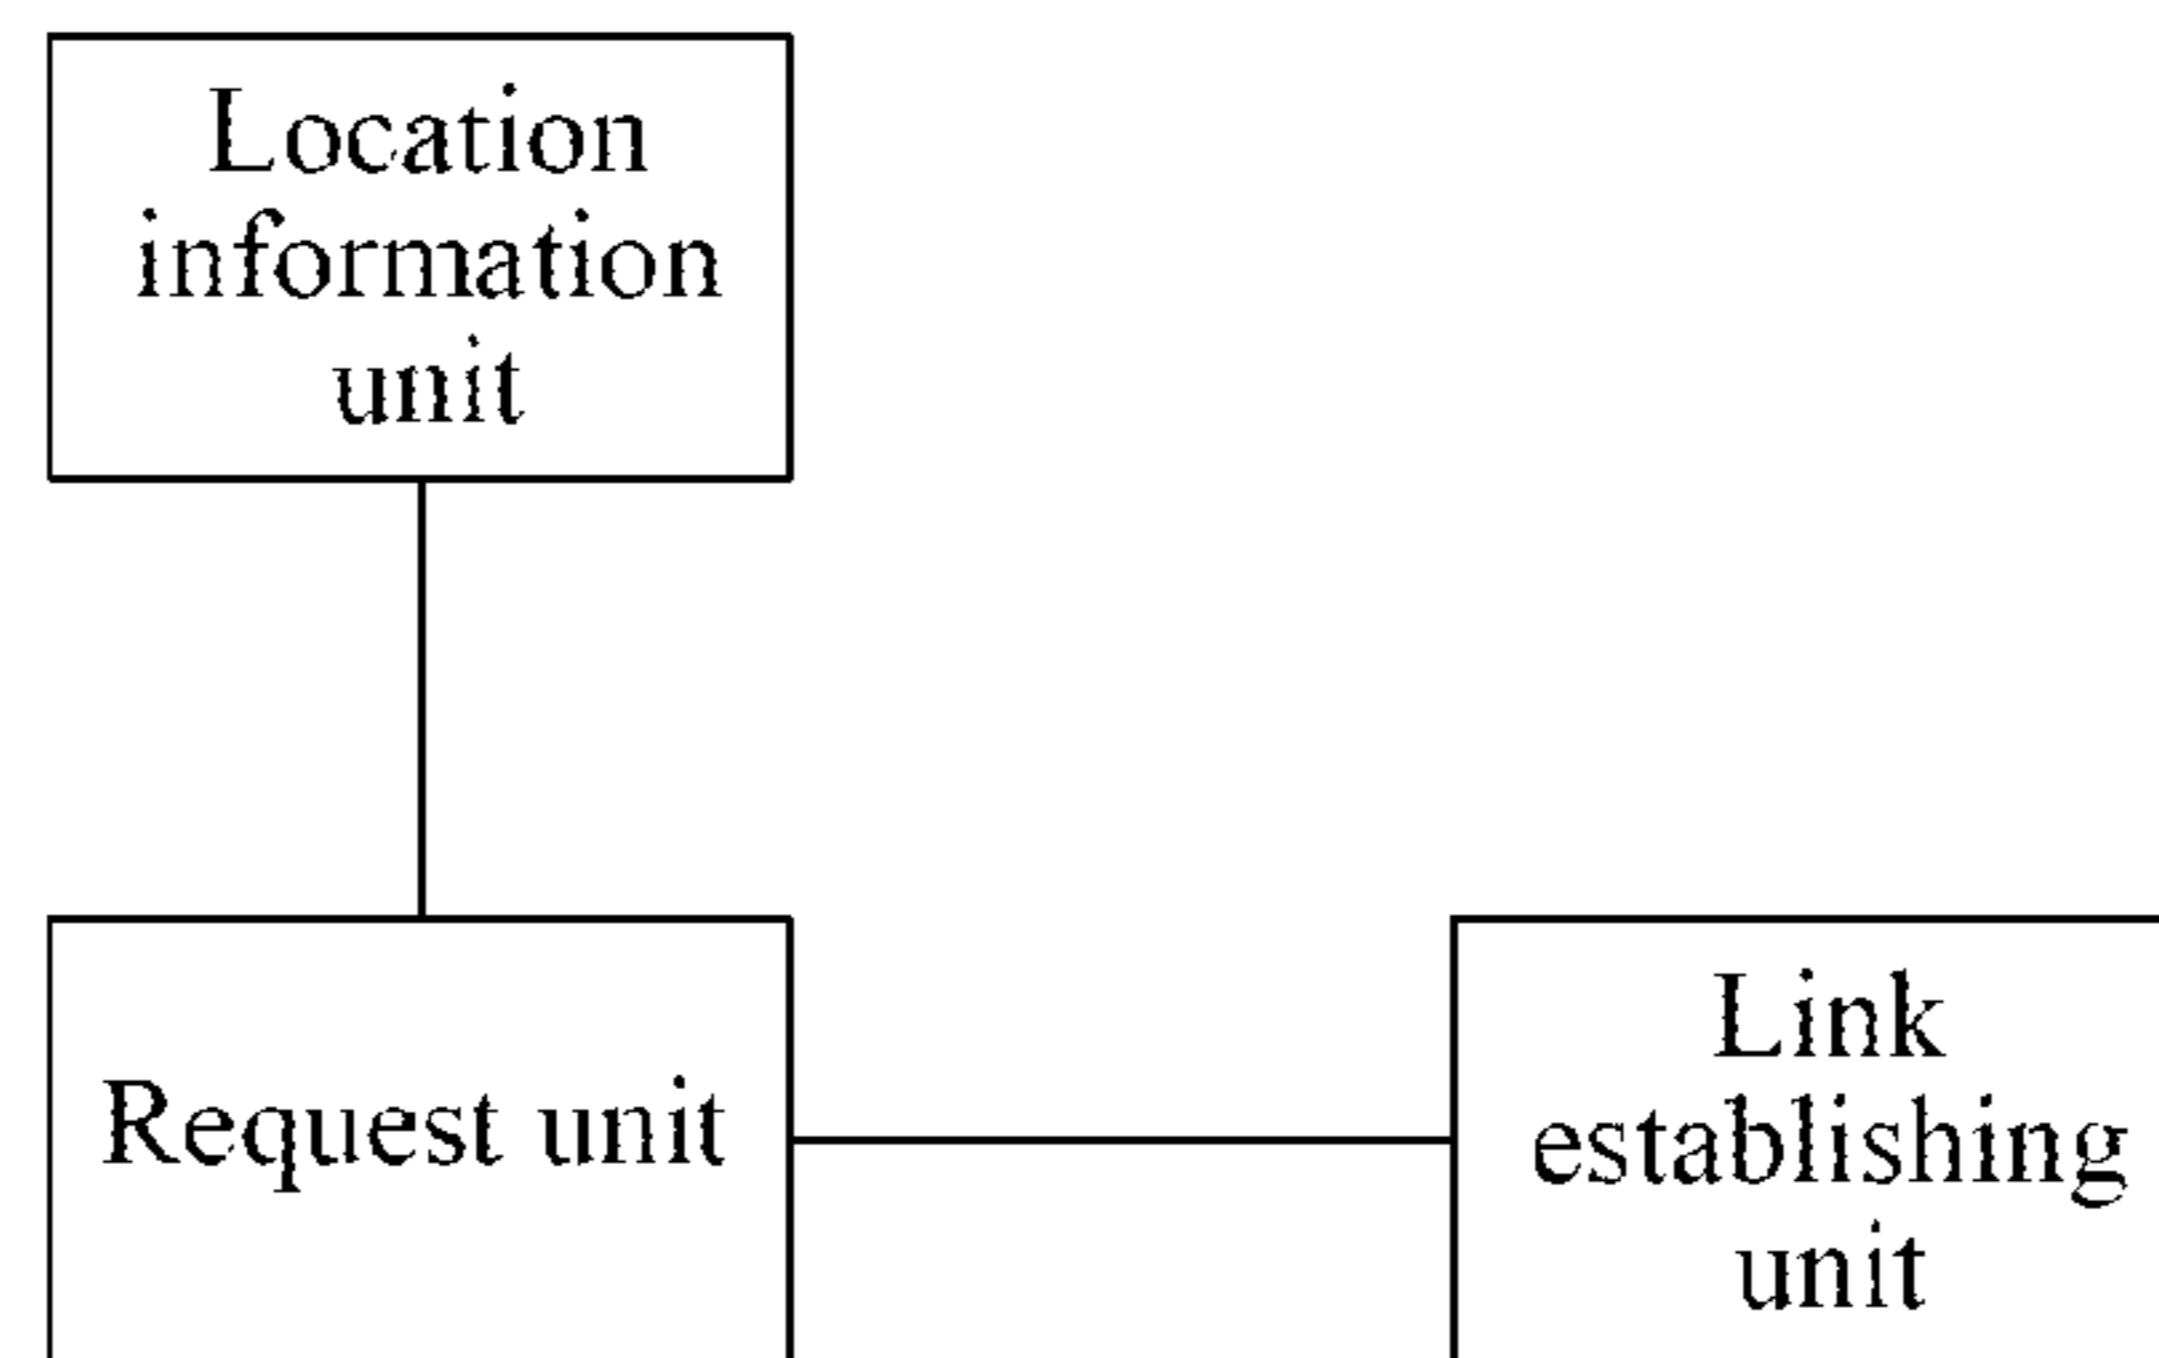 Location
information
unit
Request unit
Link
establishing
unit